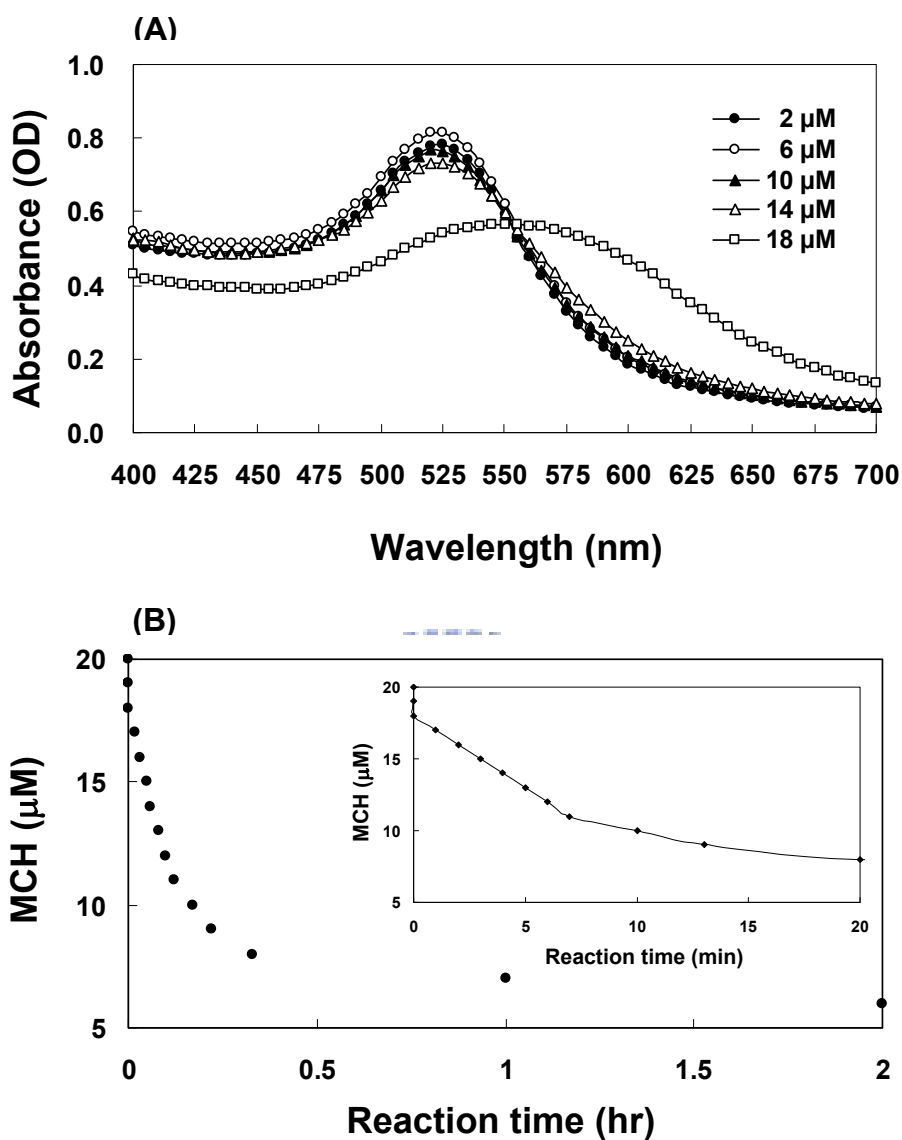 (A)
1.0
0.8
0.6
0.4
0.2
0.0
Absorbance (OD)
2 μM
6 μM
10 μM
14 μM
18 μM
400 425 450 475 500 525 550 575 600 625 650 675 700
Wavelength (nm)
(B)
20
15
10
5
MCH (μM)
20
15
10
5
MCH (μM)
0 5 10 20
Reaction time (min)
0 0.5 1 1.5 2
Reaction time (hr)